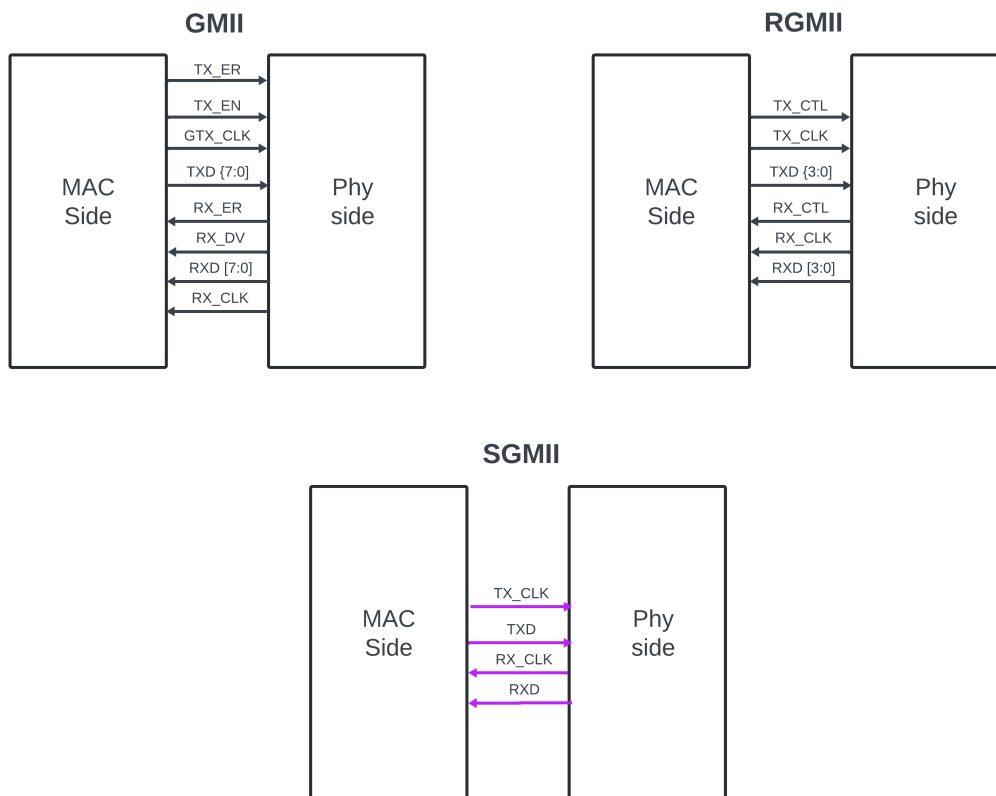 GMII
TX_ER
TX_EN
GTX_CLK
TXD {7:0]
RX_ER
RX_DV
RXD [7:0]
RX_CLK
MAC
Side
Phy
side
RGMII
TX_CTL
TX_CLK
TXD {3:0]
RX_CTL
RX_CLK
RXD [3:0]
MAC
Side
Phy
side
SGMII
TX_CLK
TXD
RX_CLK
RXD
MAC
Side
Phy
side